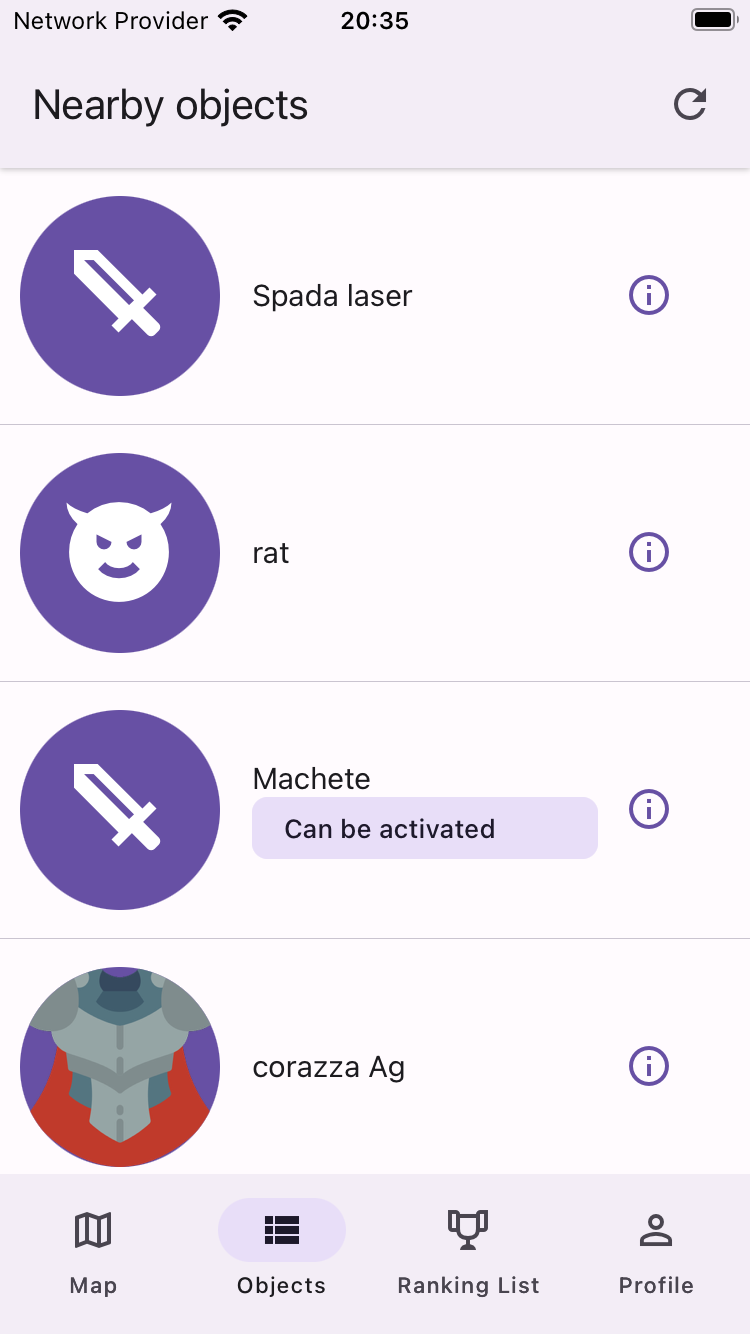 Network Provider 20:35
Nearby objects
Spada laser
rat
Machete
Can be activated
corazza Ag
Map Objects Ranking List Profile